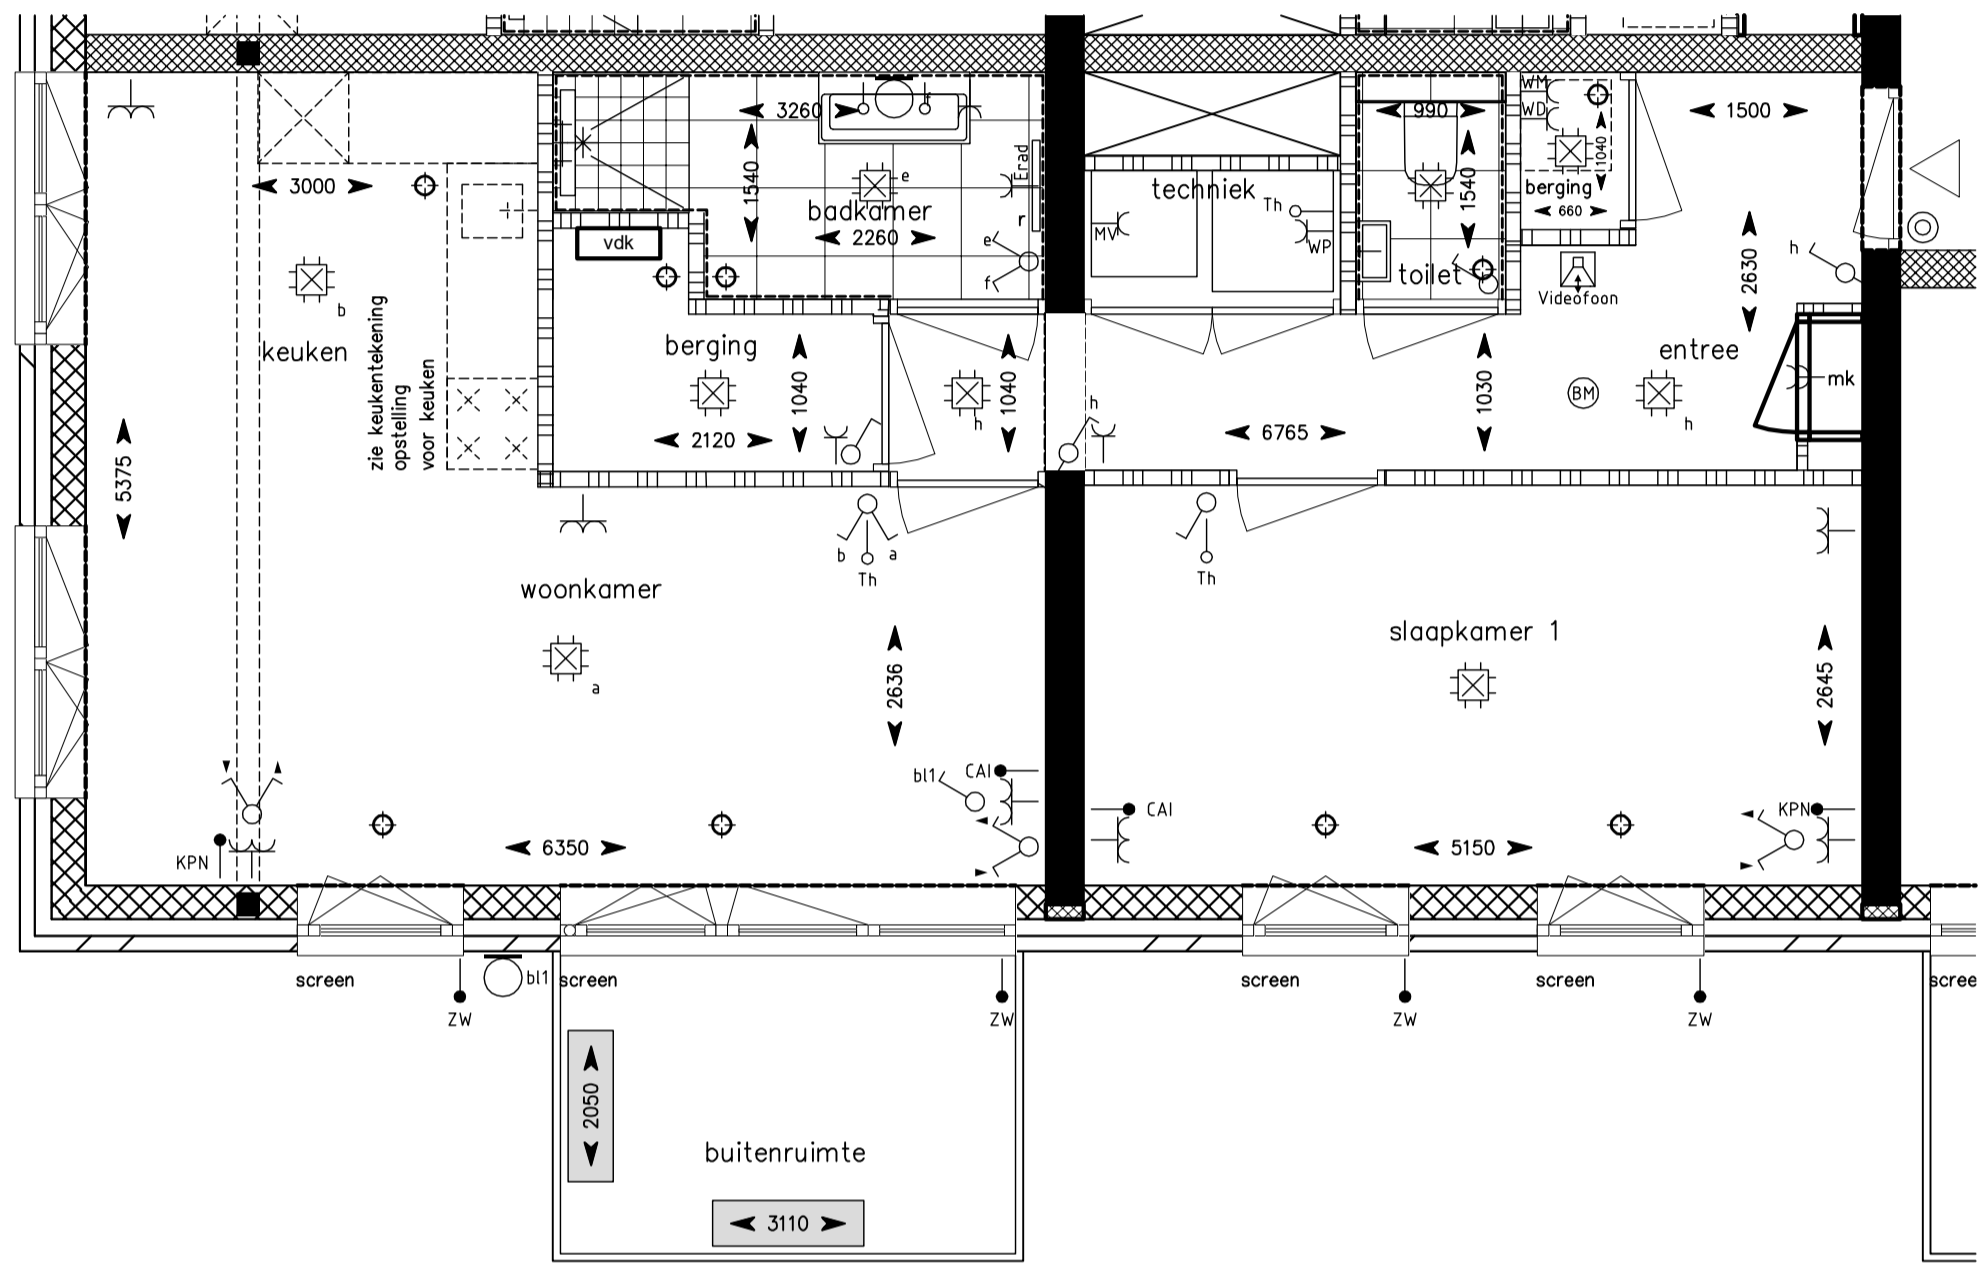 WM
3260
f
990
1500
WD
1540
Erad
1040
3000
e
techniek
1540
berging
badkamer
Th
660
r
2260
MV
WP
vdk
e
toilet
2630
h
f
Videofoon
b
keuken
berging
entree
zie keukentekening
opstelling
voor keuken
1040
1040
1030
mk
BM
h
h
h
2120
6765
5375
b
a
Th
Th
woonkamer
slaapkamer 1
2636
2645
a
bl1
CAI
CAI
KPN
KPN
6350
5150
screen
bl1
screen
screen
screen
scree
ZW
ZW
ZW
ZW
2050
buitenruimte
3110